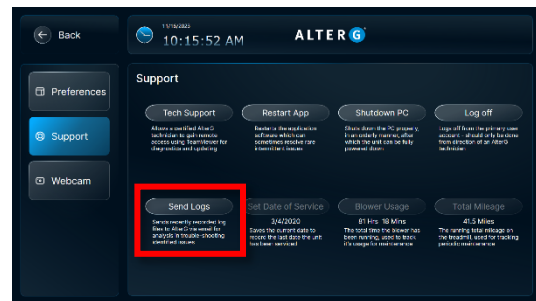 Back
11/15/2023
10:15:52 AM
ALTER G
Preferences
Support
Webcam
Support
Tech Support
Restart App
Shutdown PC
Log off
Allows a certified AlterG
technician to gain remote
access using TeamViewer for
diagnostics and updating
Restarts the application
software which can
sometimes resolve rare
intermittent issues
Shuts down the PC properly,
in an orderly manner, after
which the unit can be fully
powered down
Logs off from the primary user
account - should only be done
from direction of an AlterG
technician
Send Logs
Set Date of Service
Blower Usage
Total Mileage
Sends recently recorded log
files to AlterG via email for
analysis in trouble-shooting
identified issues
3/4/2020
Saves the current date to
record the last date the unit
has been serviced
81 Hrs 18 Mins
The total time the blower has
been running, used to track
it's usage for maintenance
41.5 Miles
The running total mileage on
the treadmill, used for tracking
periodic maintenance